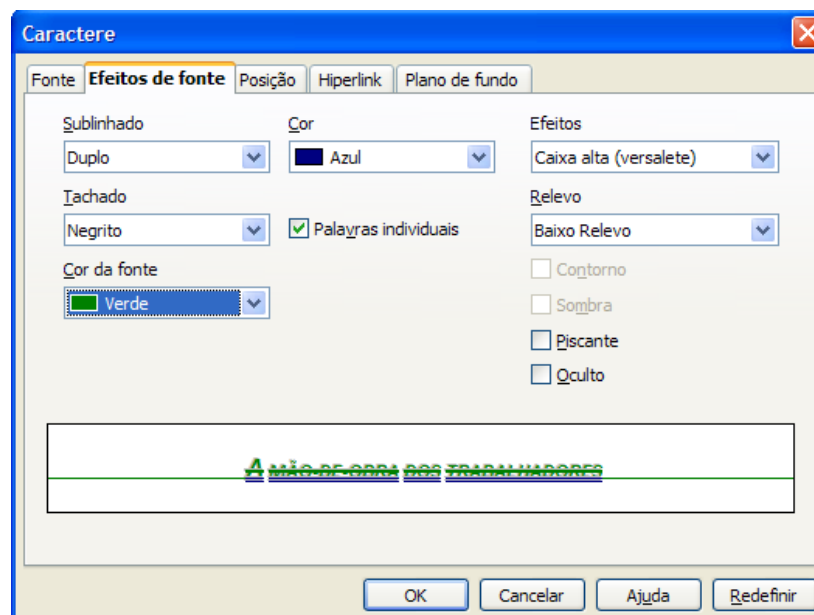 Caractere
Fonte Efeitos de fonte Posição Hiperlink Plano de fundo
Sublinhado Cor Efeitos
Duplo Azul Caixa alta (versalete)
Tachado Relevo
Negrito Palavras individuais Baixo Relevo
Cor da fonte Contorno
Verde Sombra
Piscante
Oculto
A MÃO-DE-OBRA DOS TRABALHADORES
OK Cancelar Ajuda Redefinir